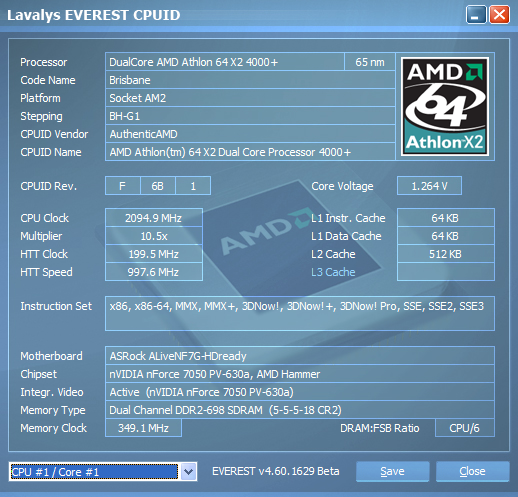 Lavalys EVEREST CPUID
Processor DualCore AMD Athlon 64 X2 4000+ 65 nm
Code Name Brisbane
Platform Socket AM2
Stepping BH-G1
CPUID Vendor AuthenticAMD
CPUID Name AMD Athlon(tm) 64 X2 Dual Core Processor 4000+
AMD
64
Athlon X2
CPUID Rev. F 6B 1 Core Voltage 1.264 V
CPU Clock 2094.9 MHz L1 Instr. Cache 64 KB
Multiplier 10.5x L1 Data Cache 64 KB
HTT Clock 199.5 MHz L2 Cache 512 KB
HTT Speed 997.6 MHz L3 Cache
AMD
Instruction Set x86, x86-64, MMX, MMX+, 3DNow!, 3DNow!+, 3DNow! Pro, SSE, SSE2, SSE3
Motherboard ASRock ALiveNF7G-HDready
Chipset nVIDIA nForce 7050 PV-630a, AMD Hammer
Integr. Video Active (nVIDIA nForce 7050 PV-630a)
Memory Type Dual Channel DDR2-698 SDRAM (5-5-5-18 CR2)
Memory Clock 349.1 MHz DRAM:FSB Ratio CPU/6
CPU #1 / Core #1 EVEREST v4.60.1629 Beta Save Close